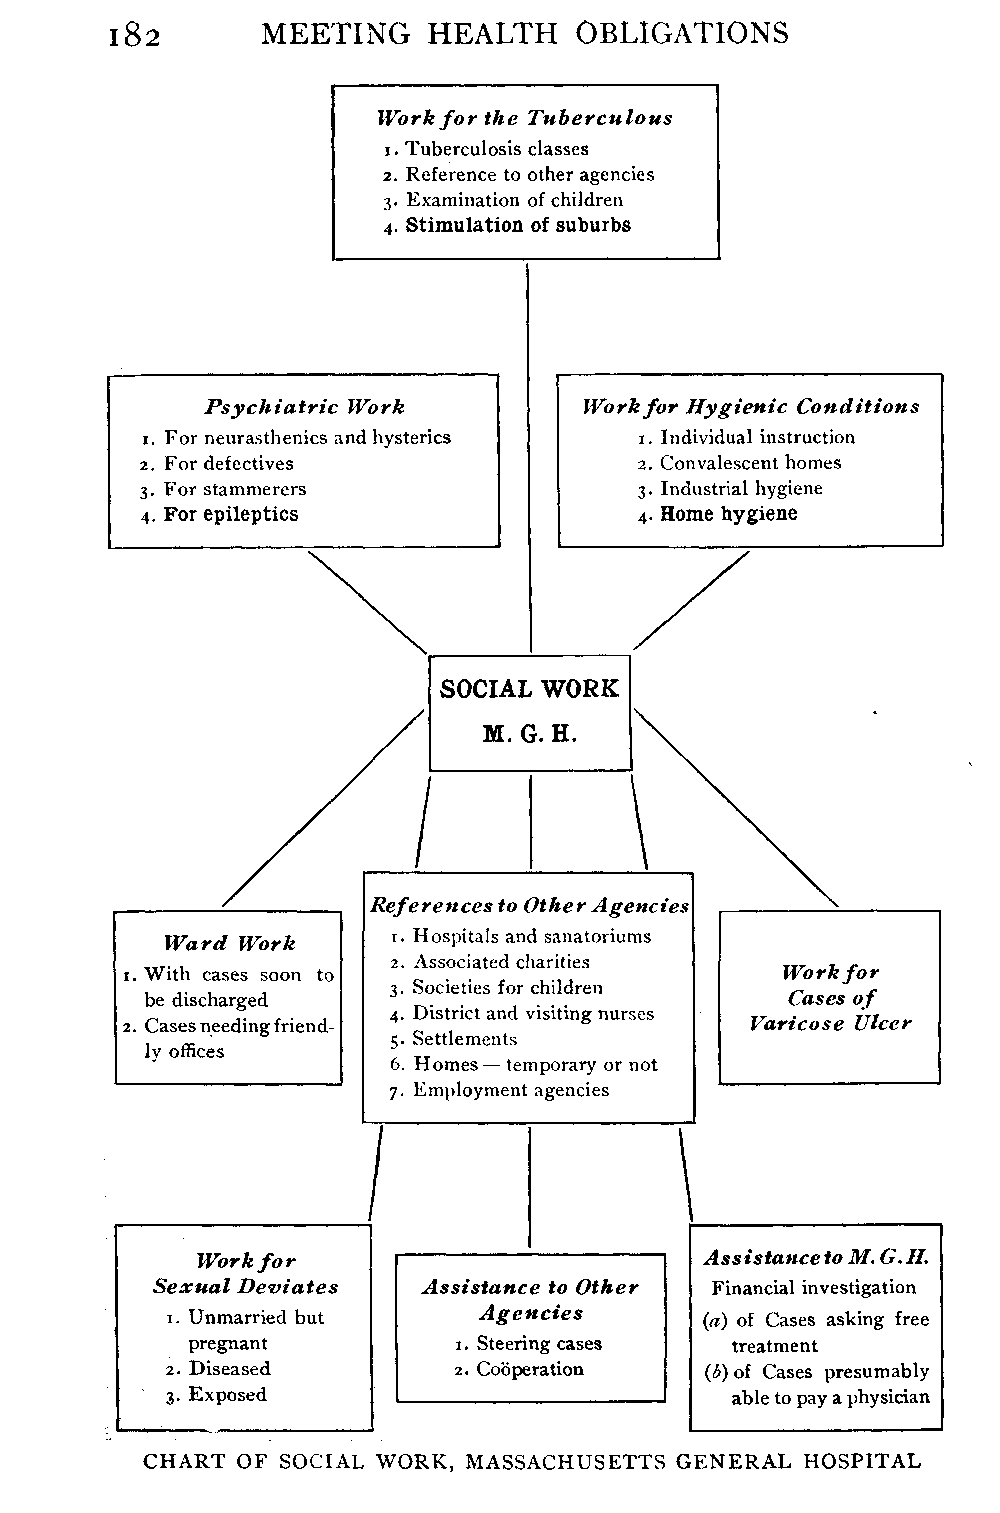 182 MEETING HEALTH OBLIGATIONS
Work for the Tuberculous
1. Tuberculosis classes
2. Reference to other agencies
3. Examination of children
4. Stimulation of suburbs
Psychiatric Work
1. For neurasthenics and hysterics
2. For defectives
3. For stammerers
4. For epileptics
Work for Hygienic Conditions
1. Individual instruction
2. Convalescent homes
3. Industrial hygiene
4. Home hygiene
SOCIAL WORK
M. G. H.
Ward Work
1. With cases soon to
be discharged
2. Cases needing friend-
ly offices
References to Other Agencies
1. Hospitals and sanatoriums
2. Associated charities
3. Societies for children
4. District and visiting nurses
5. Settlements
6. Homes — temporary or not
7. Employment agencies
Work for
Cases of
Varicose Ulcer
Work for
Sexual Deviates
1. Unmarried but
pregnant
2. Diseased
3. Exposed
Assistance to Other
Agencies
1. Steering cases
2. Coöperation
Assistance to M. G. H.
Financial investigation
(a) of Cases asking free
treatment
(b) of Cases presumably
able to pay a physician
CHART OF SOCIAL WORK, MASSACHUSETTS GENERAL HOSPITAL